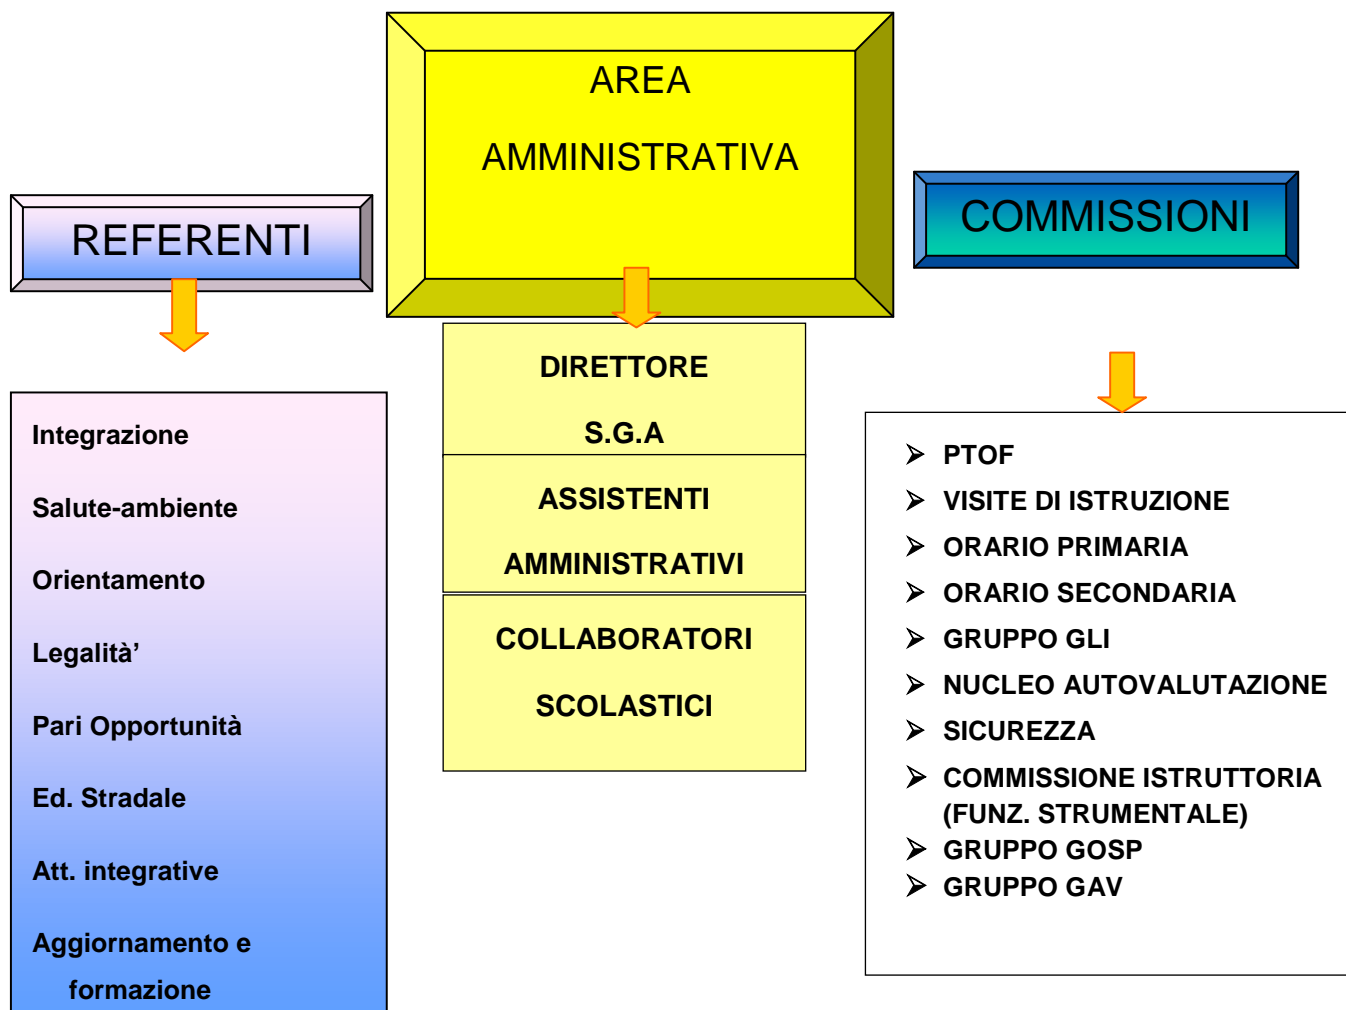 AREA
AMMINISTRATIVA
REFERENTI
COMMISSIONI
Integrazione
Salute-ambiente
Orientamento
Legalità’
Pari Opportunità
Ed. Stradale
Att. integrative
Aggiornamento e
formazione
DIRETTORE
S.G.A
ASSISTENTI
AMMINISTRATIVI
COLLABORATORI
SCOLASTICI
➢ PTOF
➢ VISITE DI ISTRUZIONE
➢ ORARIO PRIMARIA
➢ ORARIO SECONDARIA
➢ GRUPPO GLI
➢ NUCLEO AUTOVALUTAZIONE
➢ SICUREZZA
➢ COMMISSIONE ISTRUTTORIA
(FUNZ. STRUMENTALE)
➢ GRUPPO GOSP
➢ GRUPPO GAV